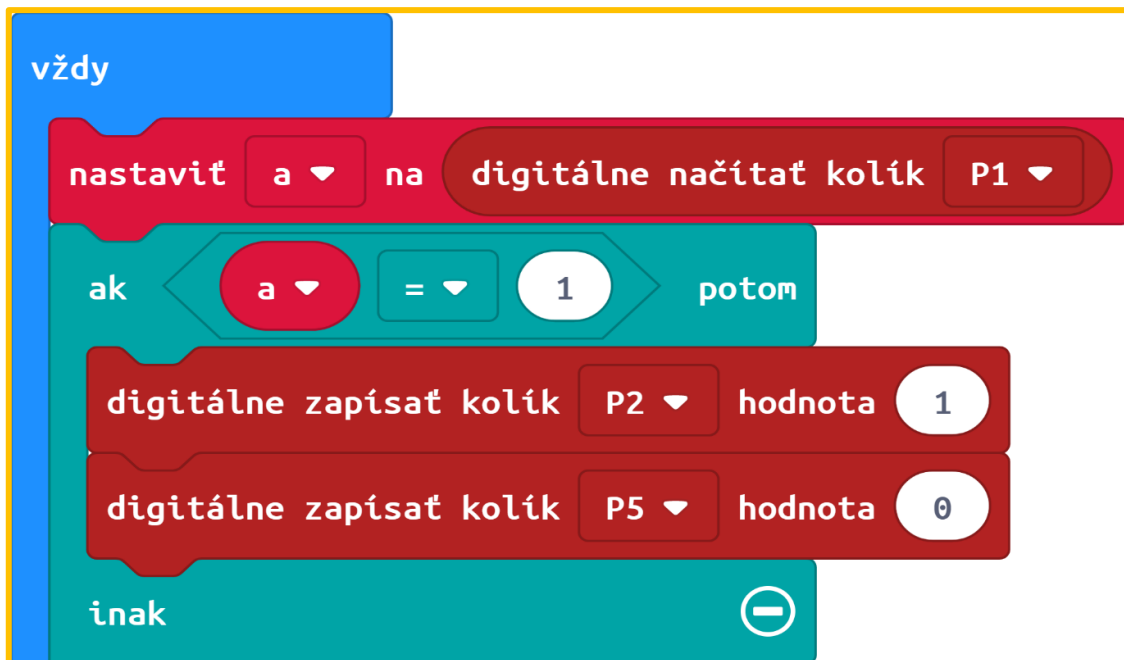 vždy
nastaviť a na digitálne načítať kolík P1
ak a = 1 potom
digitálne zapísať kolík P2 hodnota 1
digitálne zapísať kolík P5 hodnota 0
inak